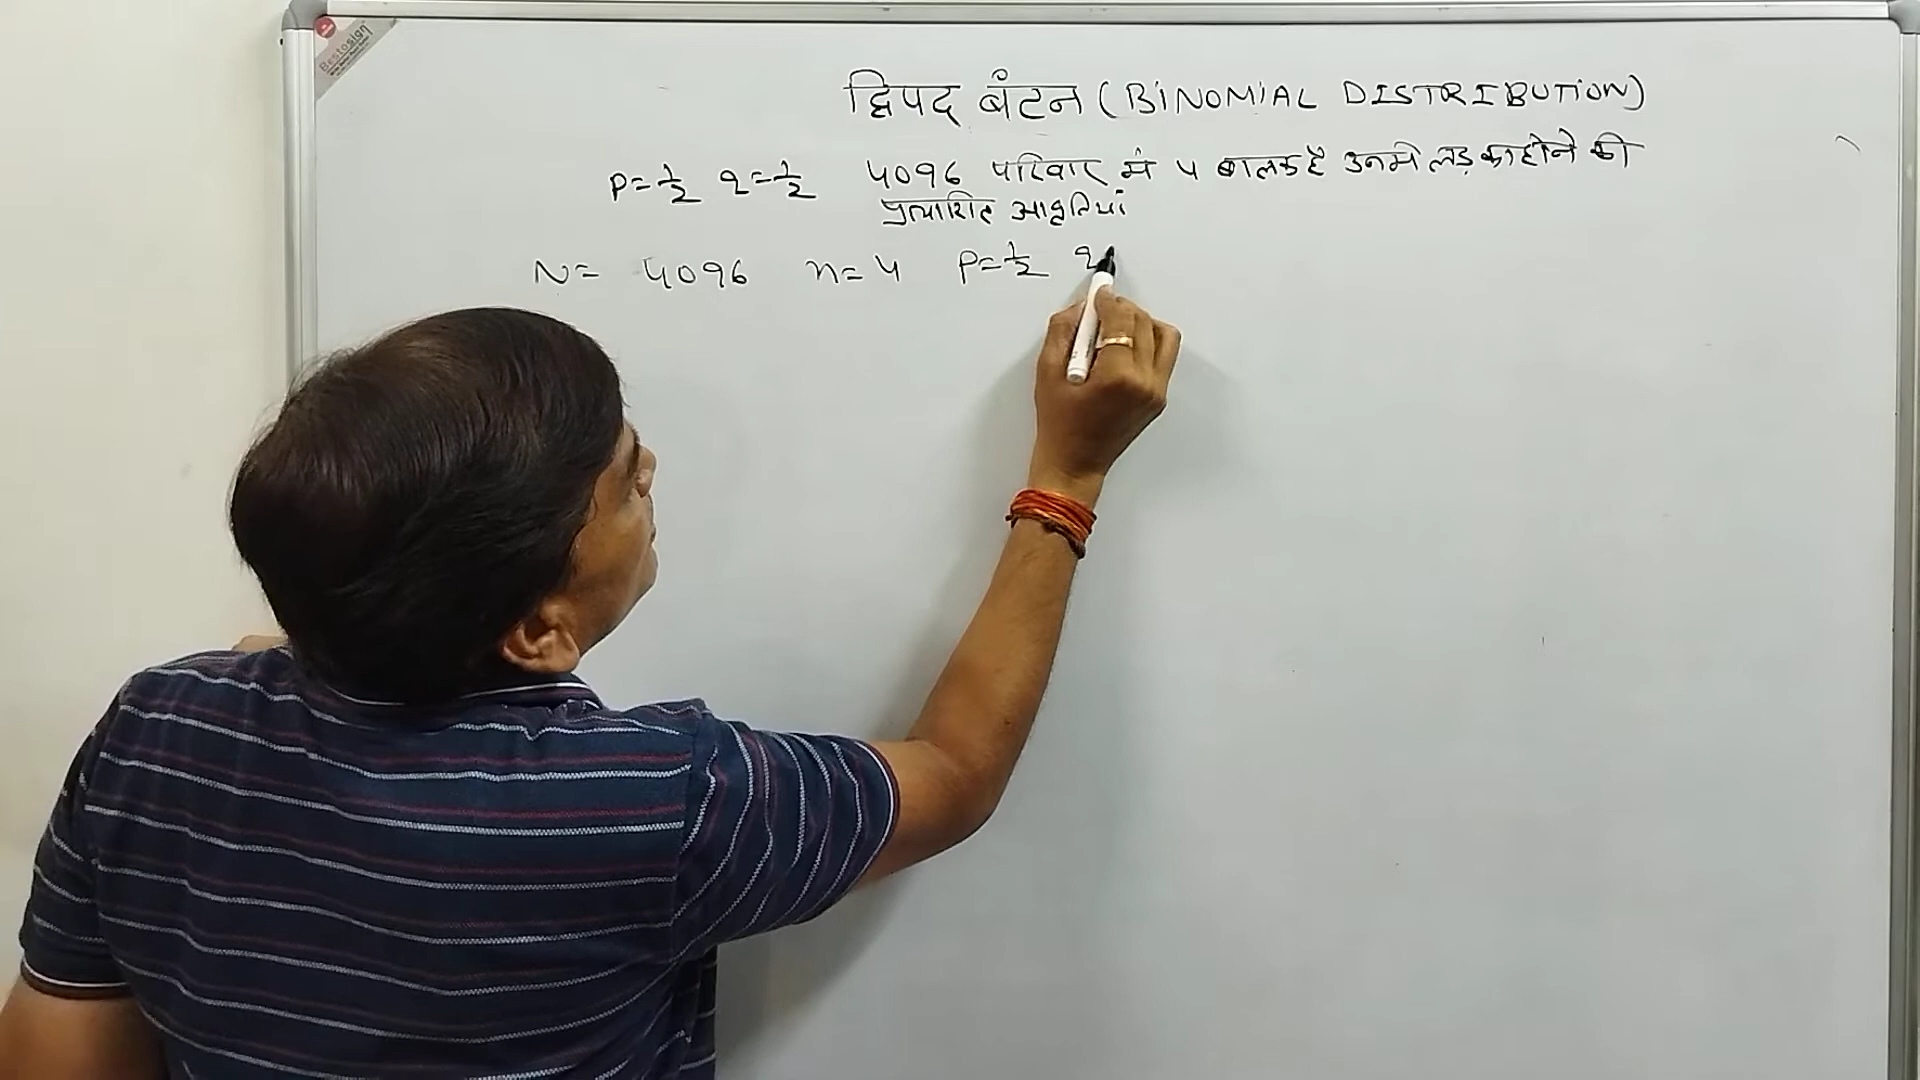 Bestosign
द्विपद बंटन (BINOMIAL DISTRIBUTION)
P=1/2 q=1/2 4096 परिवार में 4 बालक है उनमे लड़का होने की
प्रत्याशित आवृतियां
N= 4096 n=4 P=1/2 q